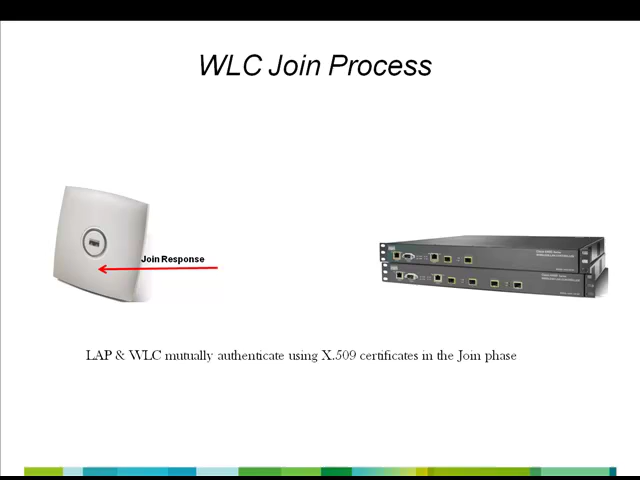 WLC Join Process
Join Response
LAP & WLC mutually authenticate using X.509 certificates in the Join phase